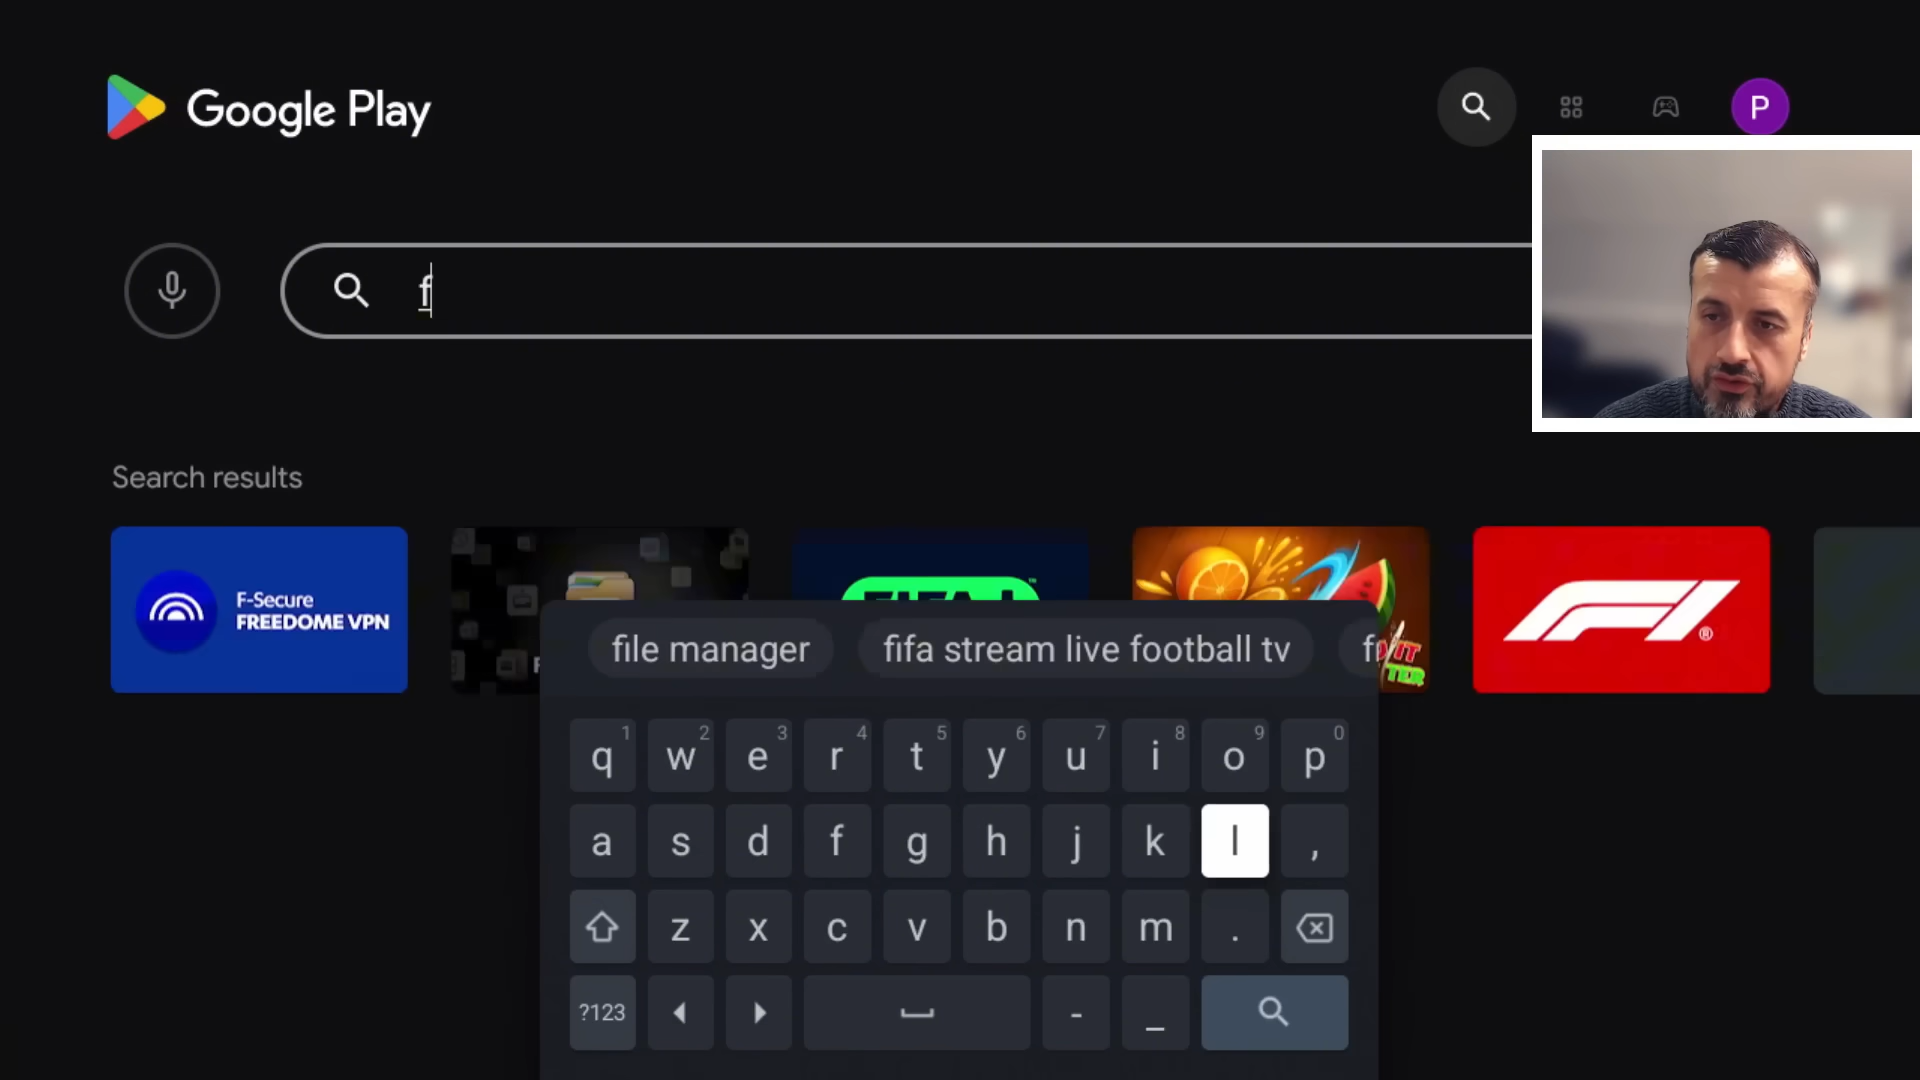 Google Play
P
f
Search results
F-Secure
FREEDOME VPN
file manager
fifa stream live football tv
q 1 w 2 e 3 r 4 t 5 y 6 u 7 i 8 o 9 p 0
a s d f g h j k l ,
z x c v b n m .
?123 - _